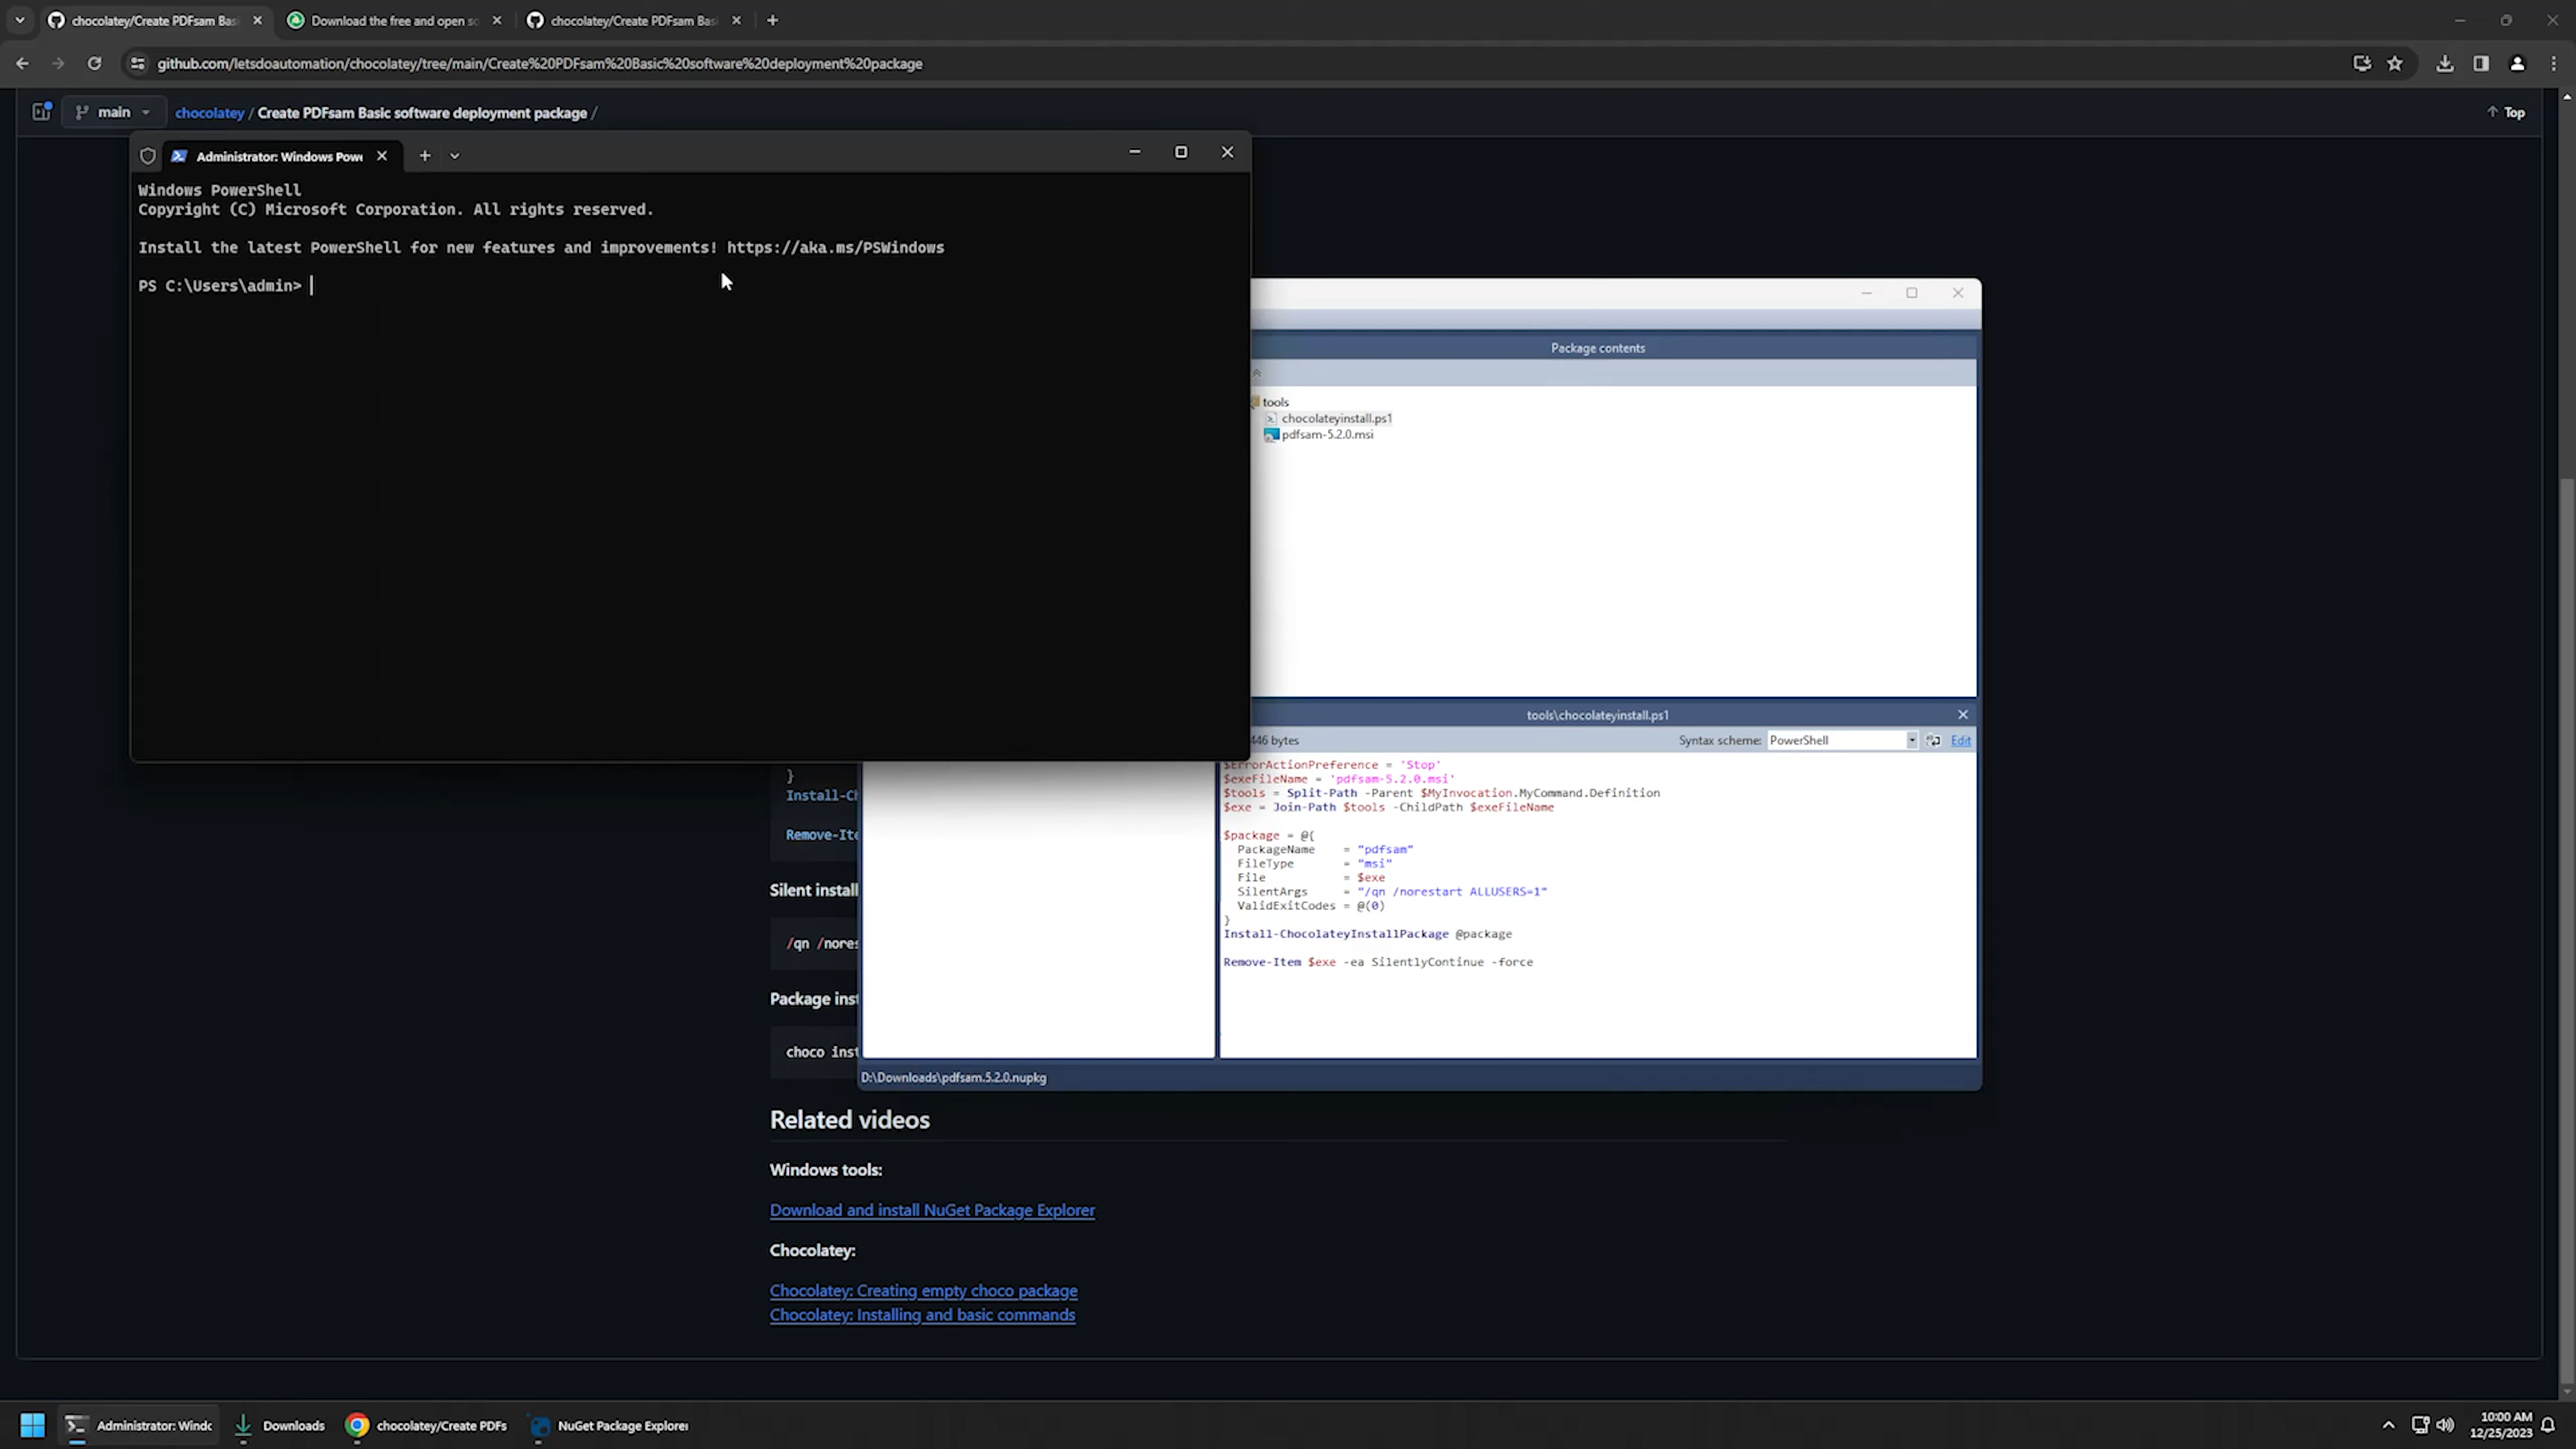 chocolatey/Create PDFsam Bas
Download the free and open so
chocolatey/Create PDFsam Bas
github.com/letsdoautomation/chocolatey/tree/main/Create%20PDFsam%20Basic%20software%20deployment%20package
main
chocolatey / Create PDFsam Basic software deployment package /
Top
Administrator: Windows Pow
Windows PowerShell
Copyright (C) Microsoft Corporation. All rights reserved.
Install the latest PowerShell for new features and improvements! https://aka.ms/PSWindows
PS C:\Users\admin>
Package contents
tools
chocolateyinstall.ps1
pdfsam-5.2.0.msi
tools\chocolateyinstall.ps1
446 bytes
Syntax scheme: PowerShell
Edit
$ErrorActionPreference = 'Stop'
$exeFileName = 'pdfsam-5.2.0.msi'
$tools = Split-Path -Parent $MyInvocation.MyCommand.Definition
$exe = Join-Path $tools -ChildPath $exeFileName
$package = @{
PackageName = "pdfsam"
FileType = "msi"
File = $exe
SilentArgs = "/qn /norestart ALLUSERS=1"
ValidExitCodes = @(0)
}
Install-ChocolateyInstallPackage @package
Remove-Item $exe -ea SilentlyContinue -force
}
Install-Ch
Remove-Ite
Silent install
/qn /nores
Package inst
choco inst
D:\Downloads\pdfsam.5.2.0.nupkg
Related videos
Windows tools:
Download and install NuGet Package Explorer
Chocolatey:
Chocolatey: Creating empty choco package
Chocolatey: Installing and basic commands
Administrator: Windo
Downloads
chocolatey/Create PDFs
NuGet Package Explorer
10:00 AM
12/25/2023